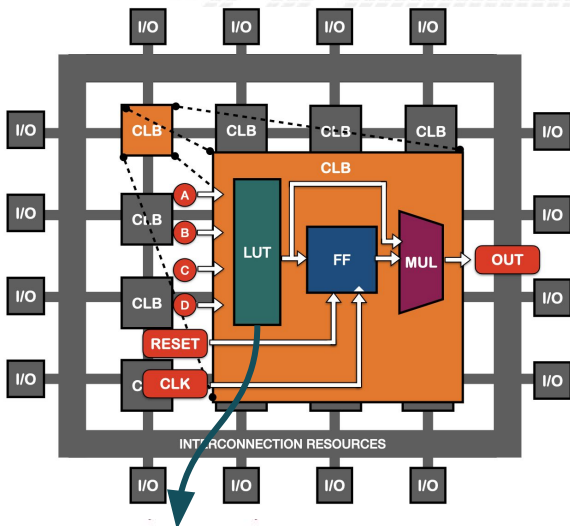 I/O
I/O
I/O
I/O
I/O
CLB
CLB
CLB
CLB
I/O
CLB
A
I/O
CLB
B
LUT
FF
MUL
OUT
I/O
C
I/O
CLB
D
I/O
RESET
I/O
CLK
I/O
INTERCONNECTION RESOURCES
I/O
I/O
I/O
I/O